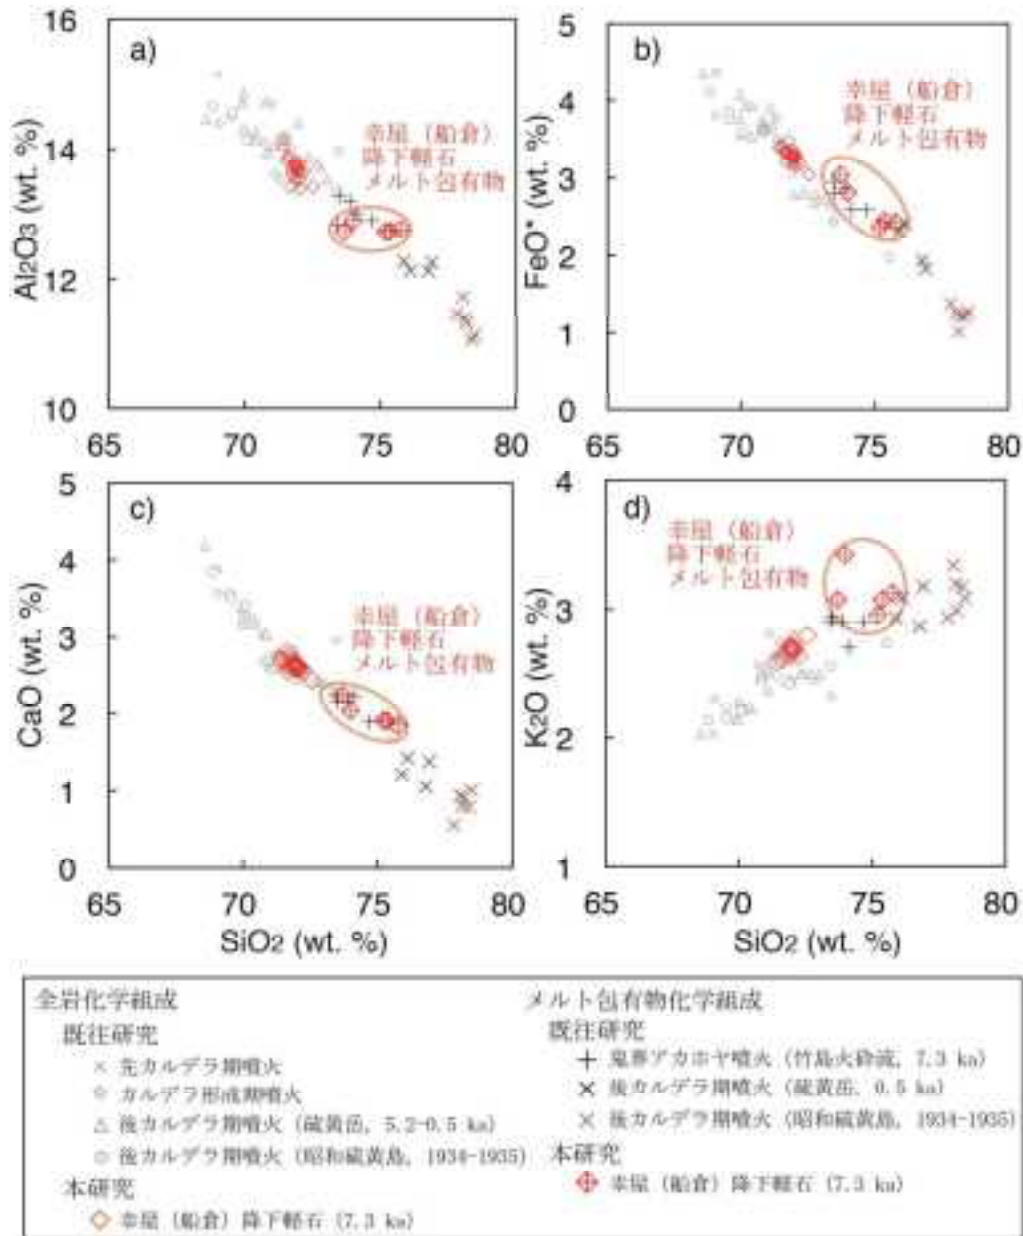 a)
16
14
12
10
Al2O3 (wt. %)
65
70
75
80
幸屋（船倉）
降下軽石
メルト包有物
b)
5
4
3
2
1
0
FeO* (wt. %)
65
70
75
80
幸屋（船倉）
降下軽石
メルト包有物
c)
5
4
3
2
1
0
CaO (wt. %)
65
70
75
80
SiO2 (wt. %)
幸屋（船倉）
降下軽石
メルト包有物
d)
4
3
2
1
K2O (wt. %)
65
70
75
80
SiO2 (wt. %)
幸屋（船倉）
降下軽石
メルト包有物
全岩化学組成
既往研究
先カルデラ期噴火
カルデラ形成期噴火
後カルデラ期噴火（硫黄岳, 5.2-0.5 ka）
後カルデラ期噴火（昭和硫黄島, 1934-1935）
本研究
幸屋（船倉）降下軽石（7.3 ka）
メルト包有物化学組成
既往研究
鬼界アカホヤ噴火（竹島火砕流, 7.3 ka）
後カルデラ期噴火（硫黄岳, 0.5 ka）
後カルデラ期噴火（昭和硫黄島, 1934-1935）
本研究
幸屋（船倉）降下軽石（7.3 ka）